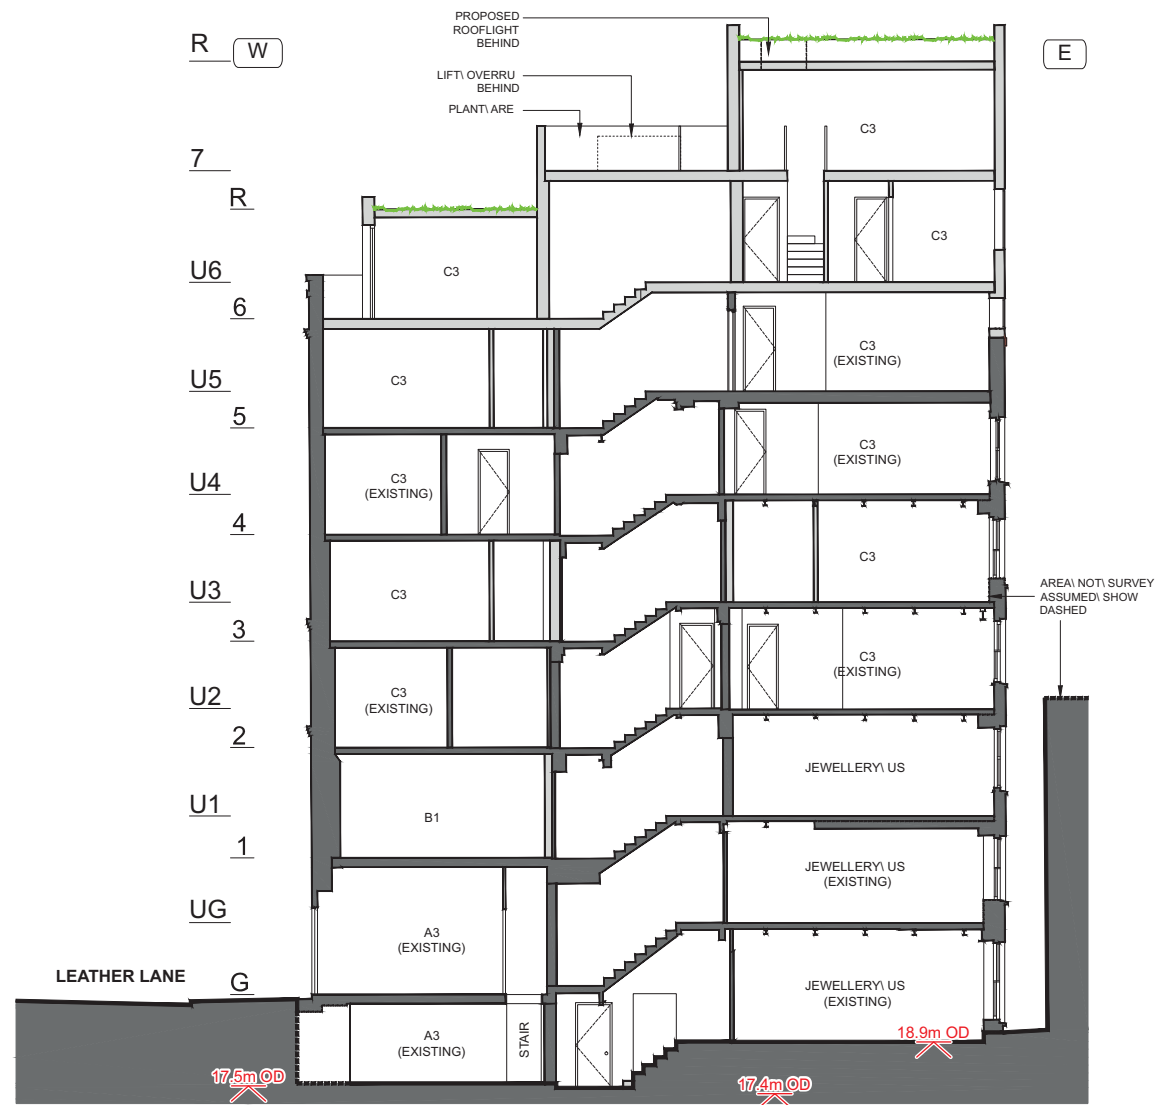 PROPOSED
ROOFLIGHT
BEHIND
R
W
E
LIFT\ OVERRU
BEHIND
PLANT\ ARE
C3
7
R
C3
C3
U6
6
C3
(EXISTING)
C3
U5
5
C3
(EXISTING)
C3
(EXISTING)
U4
4
C3
C3
U3
AREA\ NOT\ SURVEY
ASSUMED\ SHOW
DASHED
3
C3
(EXISTING)
C3
(EXISTING)
U2
2
JEWELLERY\ US
B1
U1
1
JEWELLERY\ US
(EXISTING)
UG
A3
(EXISTING)
LEATHER LANE
G
JEWELLERY\ US
(EXISTING)
A3
(EXISTING)
STAIR
18.9m OD
17.5m OD
17.4m OD